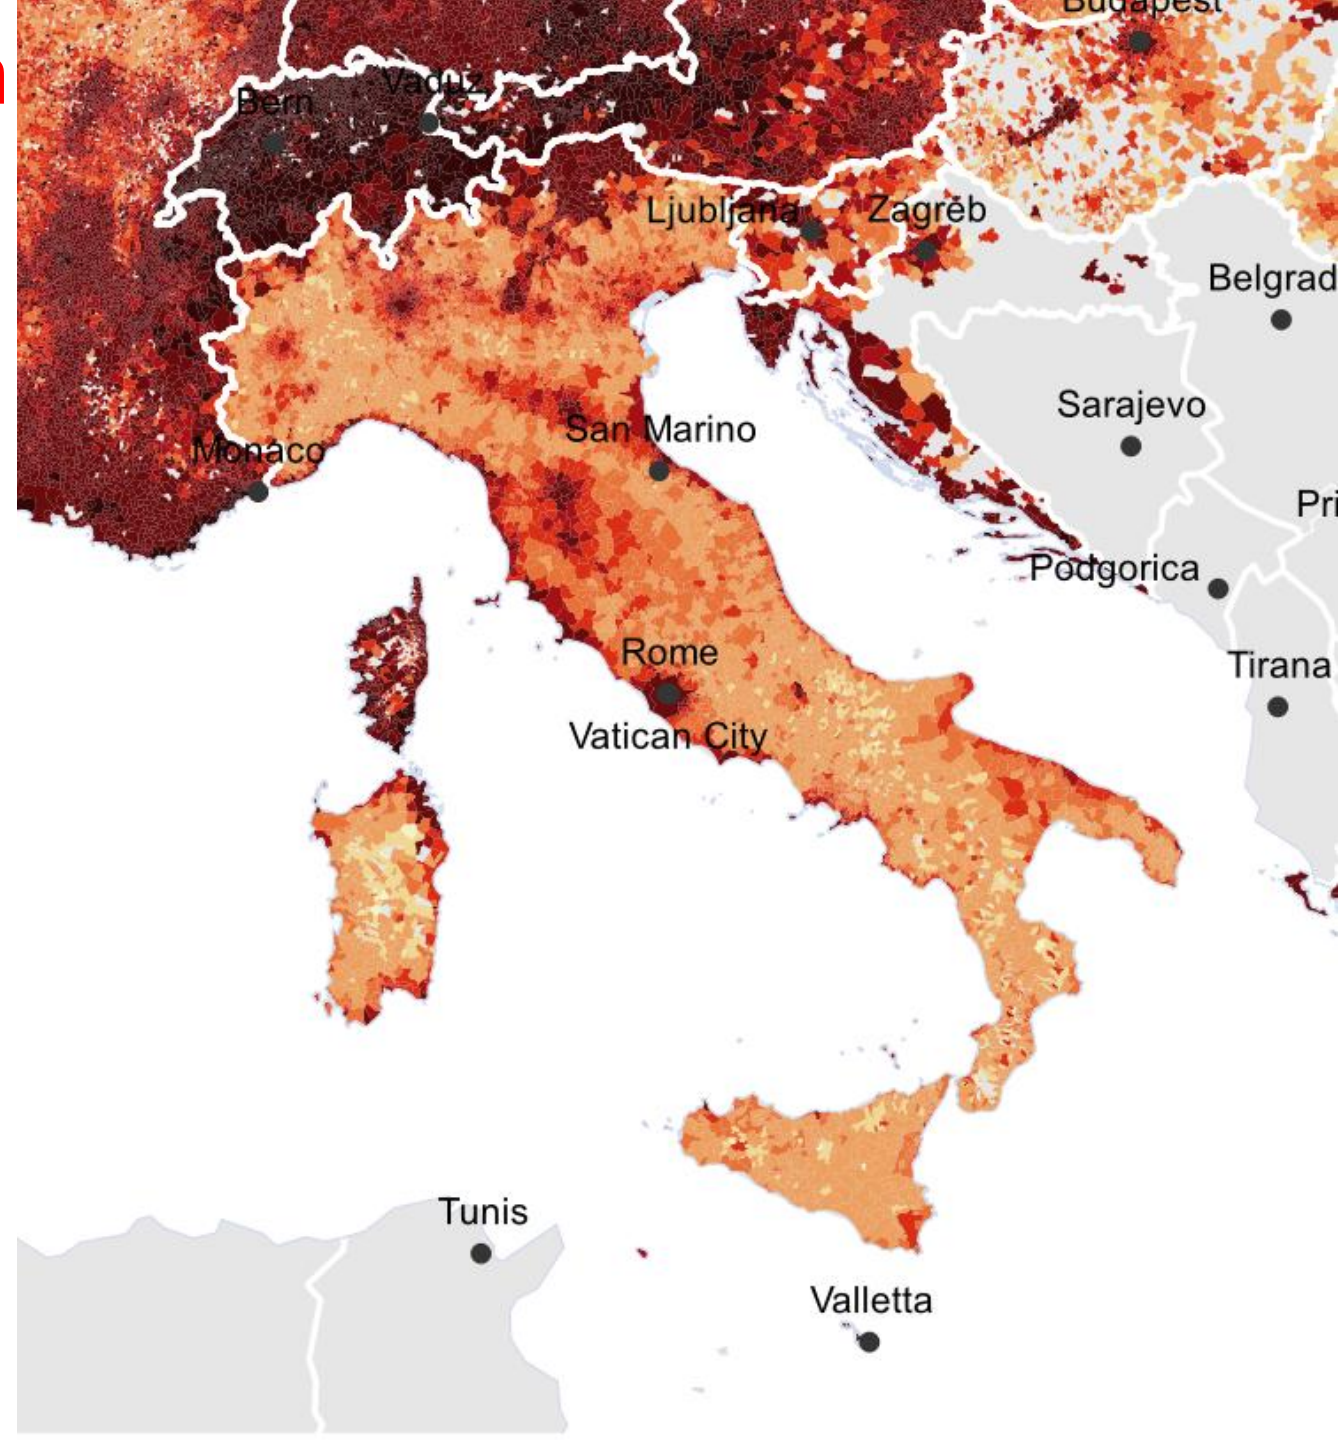 Budapest
Vaduz
Bern
Ljubljana
Zagreb
Belgrad
Sarajevo
San Marino
Monaco
Pri
Podgorica
Rome
Tirana
Vatican City
Tunis
Valletta